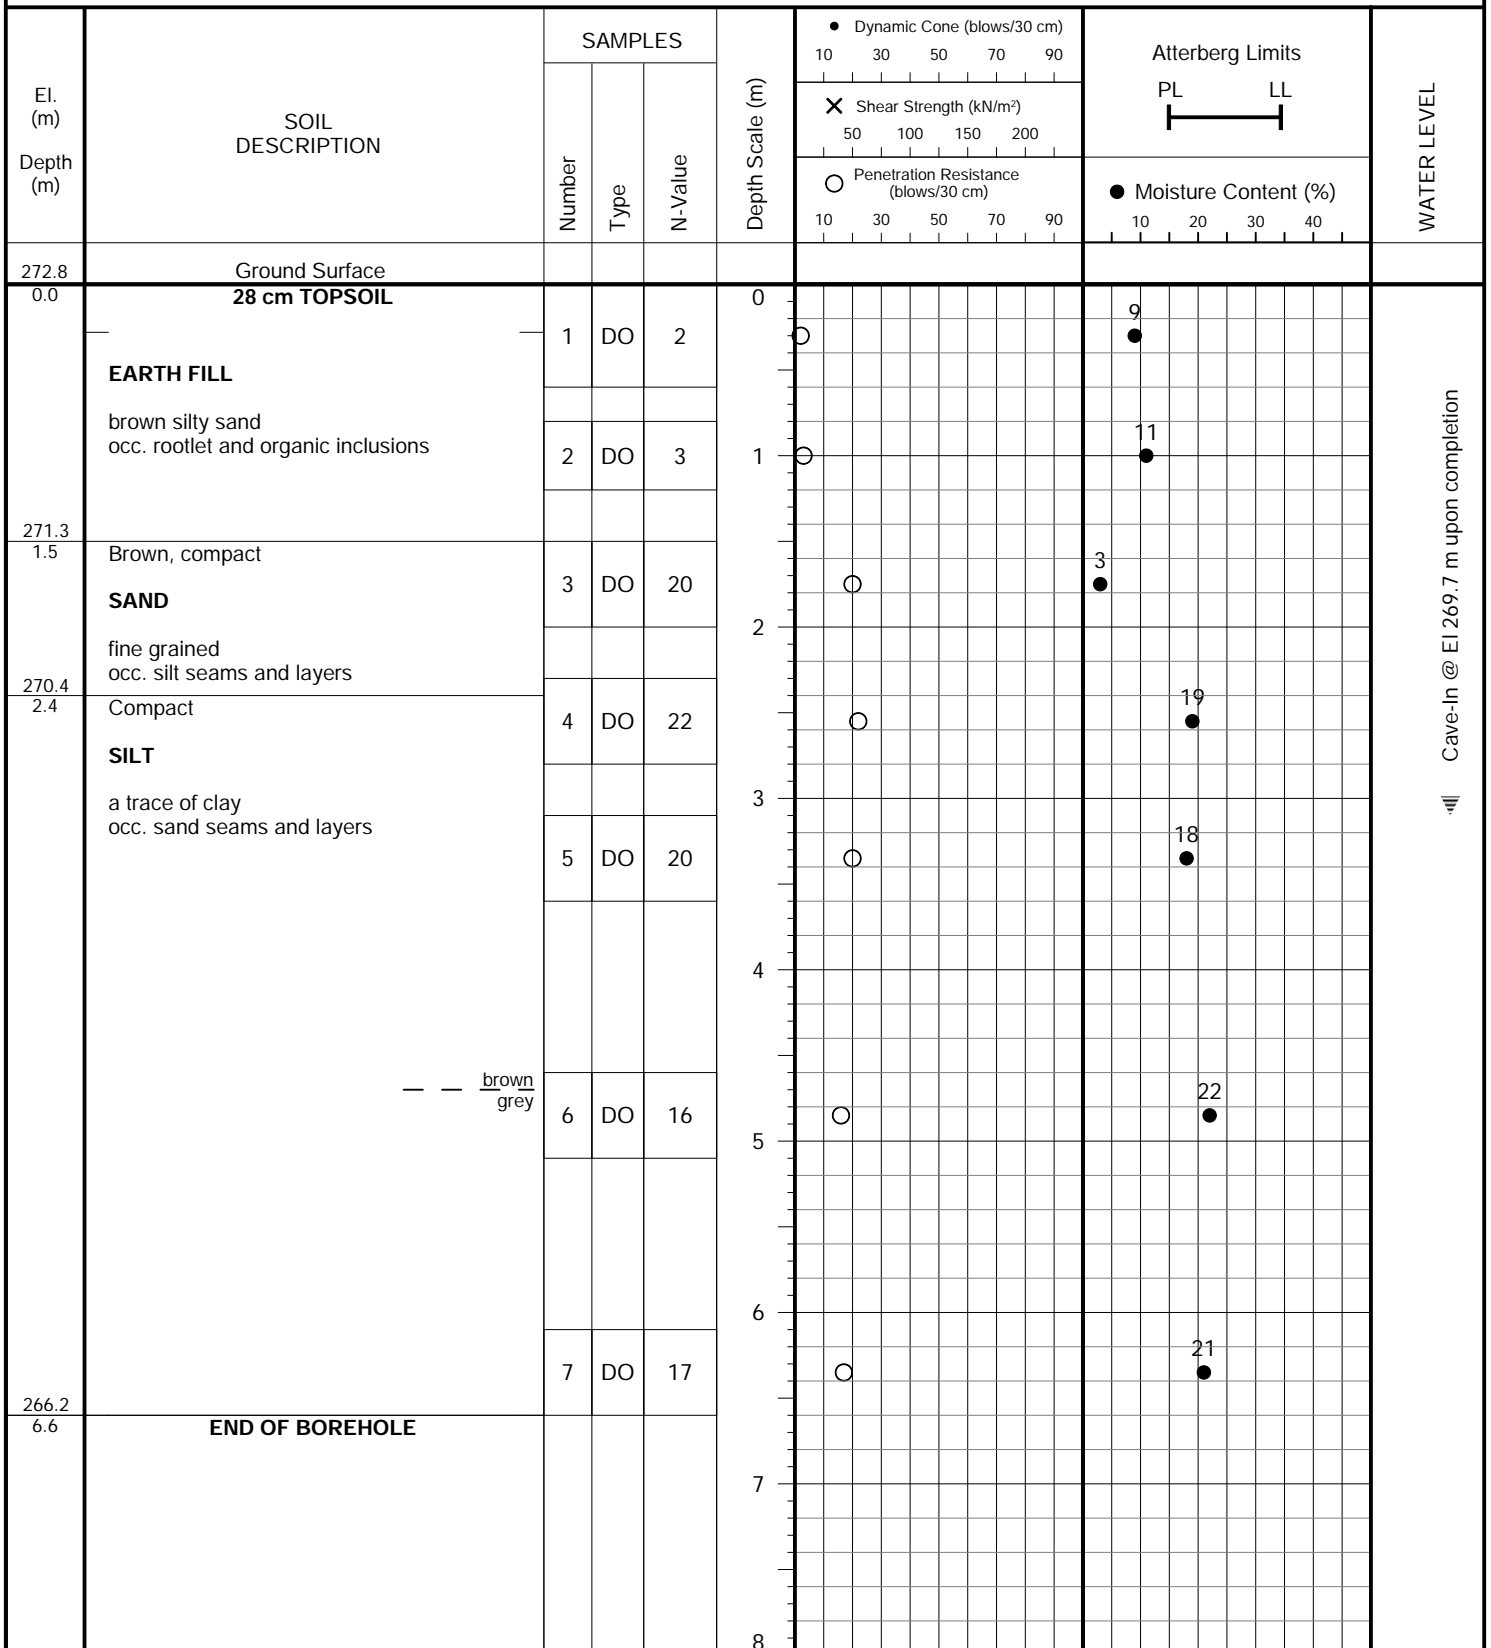 El.
(m)
Depth
(m)
SOIL
DESCRIPTION
SAMPLES
Number
Type
N-Value
Depth Scale (m)
Dynamic Cone (blows/30 cm)
10 30 50 70 90
Shear Strength (kN/m²)
50 100 150 200
Penetration Resistance
(blows/30 cm)
10 30 50 70 90
Atterberg Limits
PL LL
Moisture Content (%)
10 20 30 40
WATER LEVEL
272.8 Ground Surface
0.0 28 cm TOPSOIL
0
9
1 DO 2
EARTH FILL
brown silty sand
occ. rootlet and organic inclusions
11
2 DO 3
1
271.3
1.5 Brown, compact
3
3 DO 20
SAND
2
fine grained
occ. silt seams and layers
270.4
2.4 Compact
19
4 DO 22
SILT
3
a trace of clay
occ. sand seams and layers
18
5 DO 20
Cave-In @ El 269.7 m upon completion
4
brown
grey
22
6 DO 16
5
6
21
7 DO 17
266.2
6.6 END OF BOREHOLE
7
8